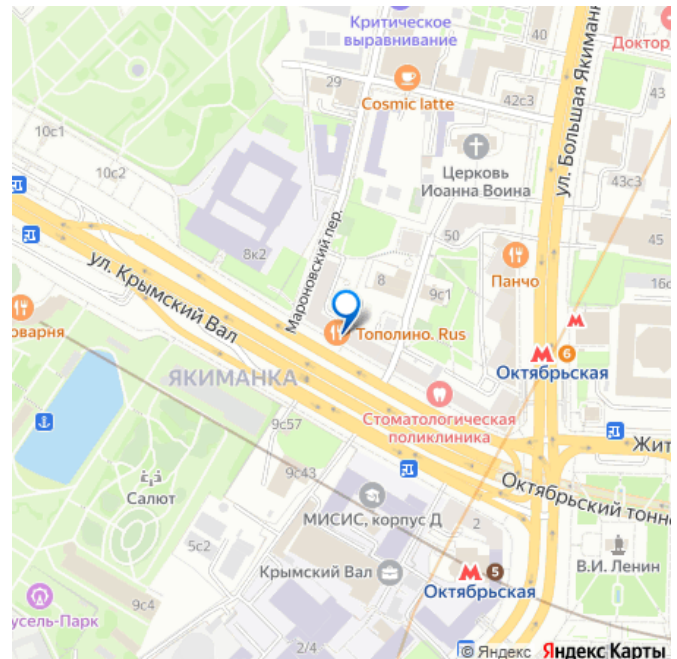 Критическое
выравнивание
Доктор
29
Cosmic latte
42с3
43
ул. Большая Якиманка
10с1
10с2
Церковь
Иоанна Воина
43с3
8к2
Мароновский пер.
50
45
8
9с1
Панчо
16с
ул. Крымский Вал
оварня
Тополино. Rus
М 6
Октябрьская
ЯКИМАНКА
Стоматологическая
поликлиника
9с57
Жит
9с43
Салют
Октябрьский тонне
МИСИС, корпус Д
2
5с2
Крымский Вал
М 5
Октябрьская
В.И. Ленин
9с4
усель-Парк
2/4
© Яндекс Яндекс Карты